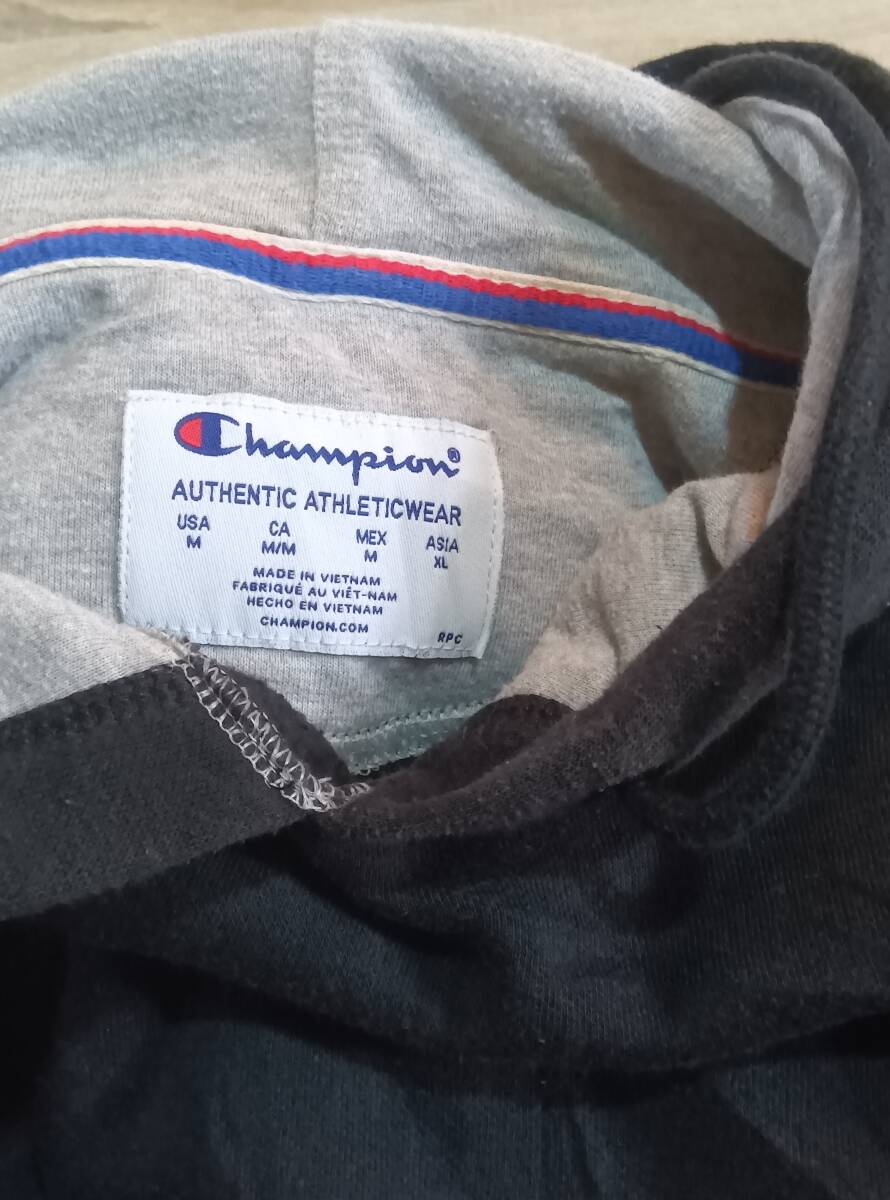 Champion®
AUTHENTIC ATHLETICWEAR
USA CA MEX ASIA
M M/M M XL
MADE IN VIETNAM
FABRIQUÉ AU VIÊT-NAM
HECHO EN VIETNAM
CHAMPION.COM
RPC